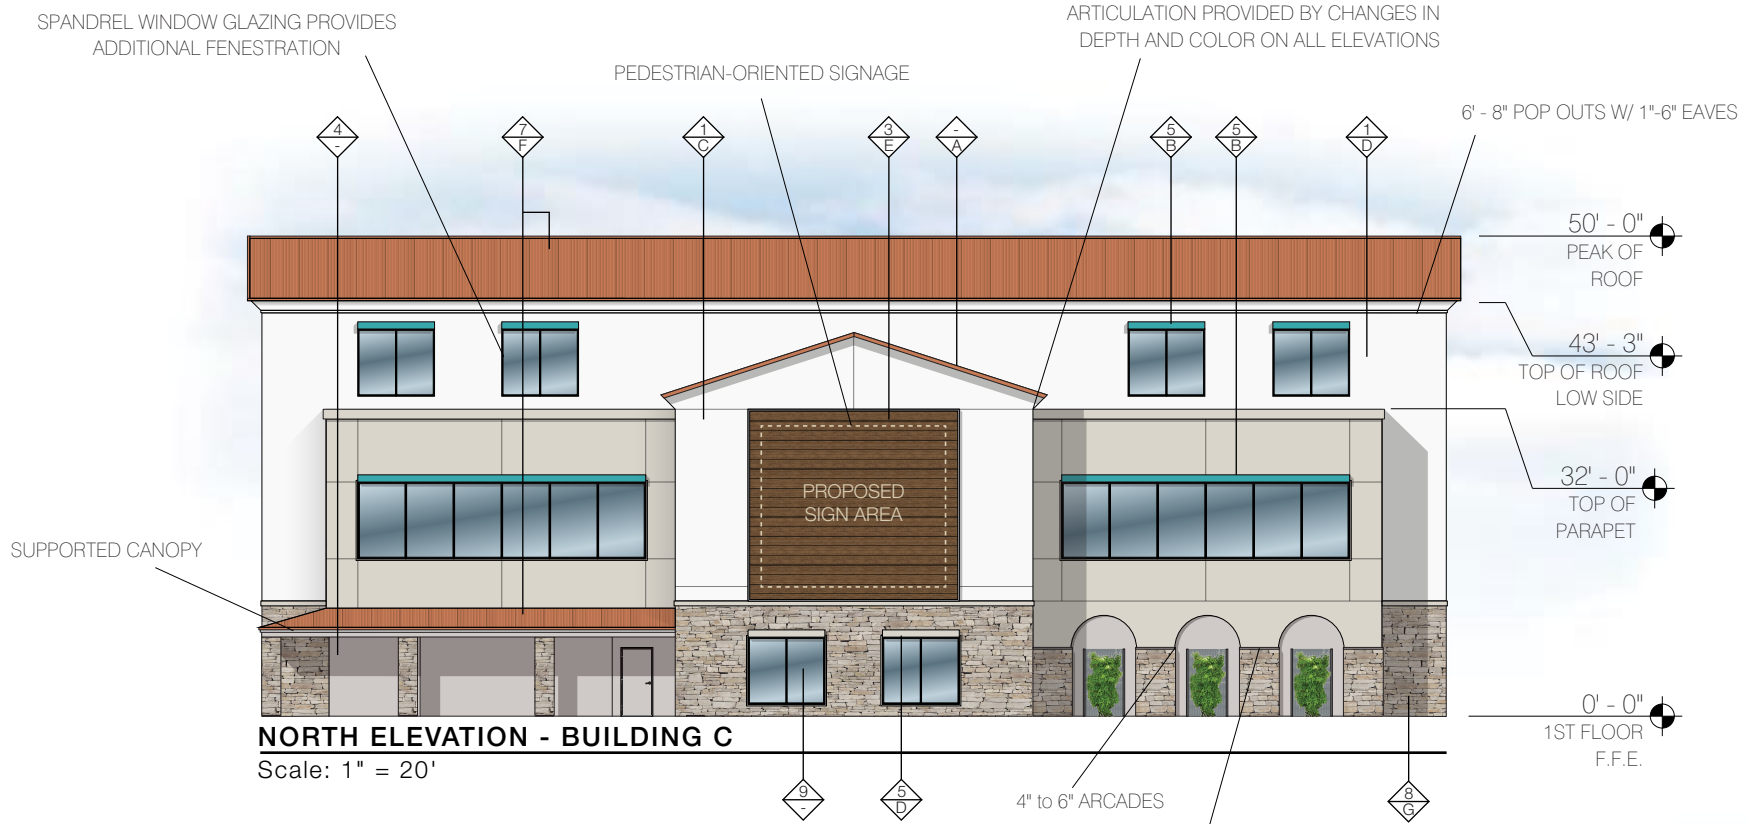 SPANDREL WINDOW GLAZING PROVIDES
ADDITIONAL FENESTRATION
PEDESTRIAN-ORIENTED SIGNAGE
ARTICULATION PROVIDED BY CHANGES IN
DEPTH AND COLOR ON ALL ELEVATIONS
6' - 8" POP OUTS W/ 1"-6" EAVES
4
-
7
F
1
C
3
E
-
A
5
B
5
B
1
D
50' - 0"
PEAK OF
ROOF
43' - 3"
TOP OF ROOF
LOW SIDE
32' - 0"
TOP OF
PARAPET
PROPOSED
SIGN AREA
SUPPORTED CANOPY
0' - 0"
1ST FLOOR
F.F.E.
NORTH ELEVATION - BUILDING C
Scale: 1" = 20'
9
-
5
D
4" to 6" ARCADES
8
G